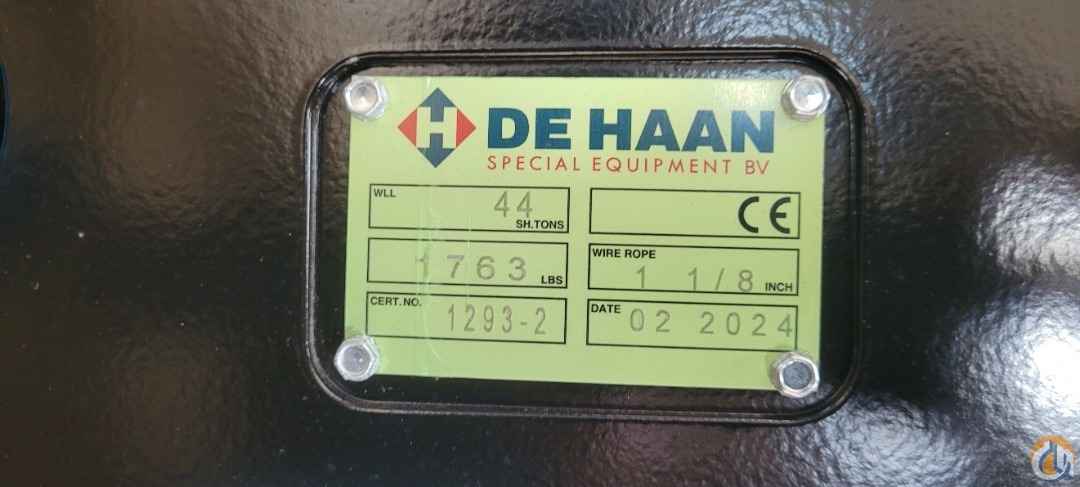 H DE HAAN
SPECIAL EQUIPMENT BV
WLL 44 SH.TONS
CE
1763 LBS
WIRE ROPE 1 1/8 INCH
CERT.NO. 1293-2
DATE 02 2024